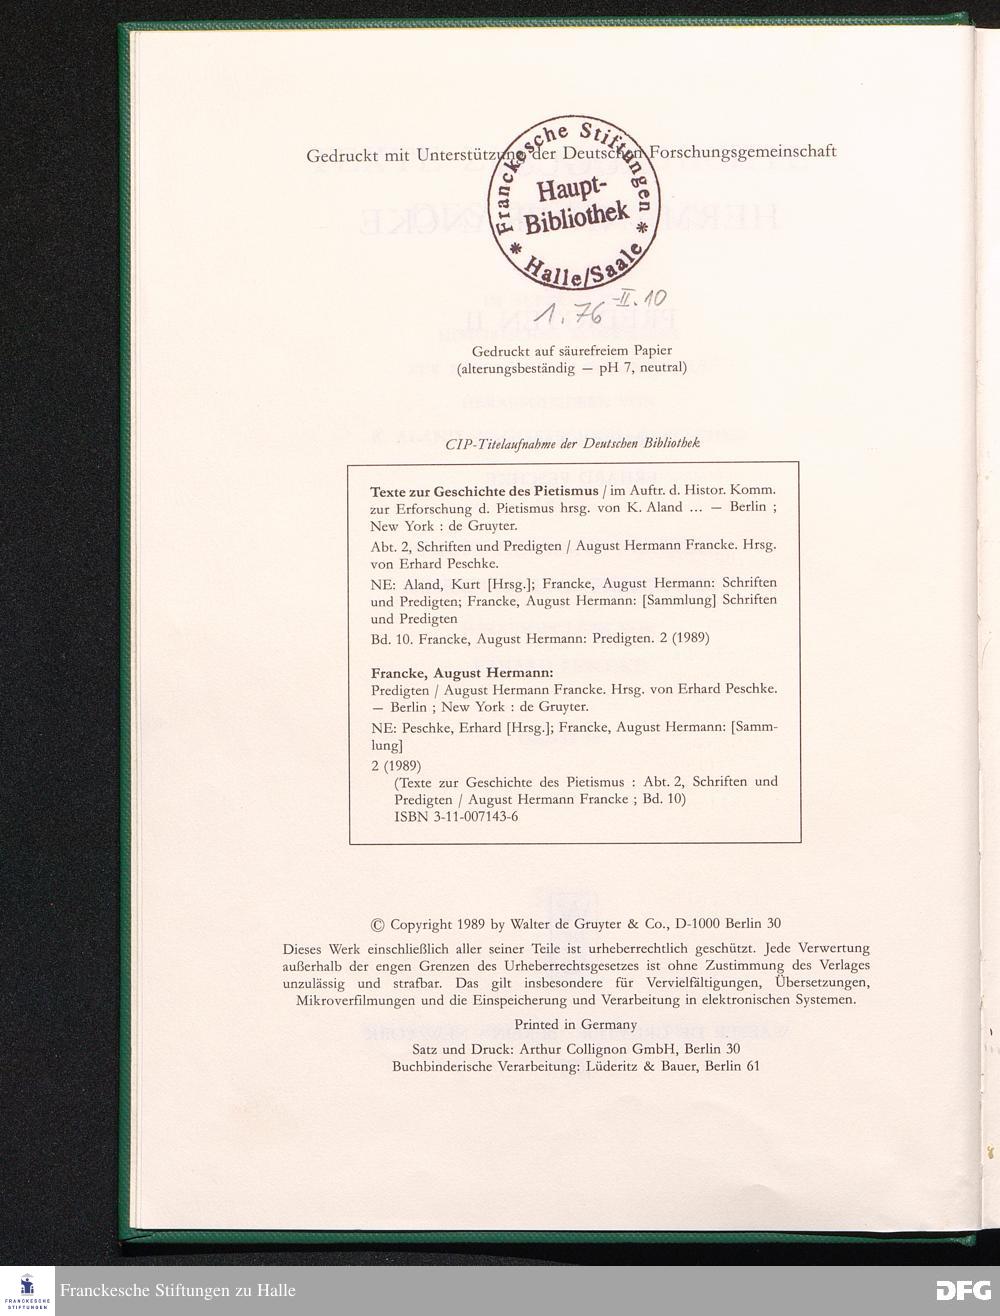 Gedruckt mit Unterstützung der Deutschen Forschungsgemeinschaft
Franckesche Stiftungen
Haupt-
Bibliothek
* Halle/Saale *
1.76-II.10
Gedruckt auf säurefreiem Papier
(alterungsbeständig — pH 7, neutral)
CIP-Titelaufnahme der Deutschen Bibliothek
Texte zur Geschichte des Pietismus / im Auftr. d. Histor. Komm.
zur Erforschung d. Pietismus hrsg. von K. Aland ... — Berlin ;
New York : de Gruyter.
Abt. 2, Schriften und Predigten / August Hermann Francke. Hrsg.
von Erhard Peschke.
NE: Aland, Kurt [Hrsg.]; Francke, August Hermann: Schriften
und Predigten; Francke, August Hermann: [Sammlung] Schriften
und Predigten
Bd. 10. Francke, August Hermann: Predigten. 2 (1989)
Francke, August Hermann:
Predigten / August Hermann Francke. Hrsg. von Erhard Peschke.
— Berlin ; New York : de Gruyter.
NE: Peschke, Erhard [Hrsg.]; Francke, August Hermann: [Samm-
lung]
2 (1989)
(Texte zur Geschichte des Pietismus : Abt. 2, Schriften und
Predigten / August Hermann Francke ; Bd. 10)
ISBN 3-11-007143-6
© Copyright 1989 by Walter de Gruyter & Co., D-1000 Berlin 30
Dieses Werk einschließlich aller seiner Teile ist urheberrechtlich geschützt. Jede Verwertung
außerhalb der engen Grenzen des Urheberrechtsgesetzes ist ohne Zustimmung des Verlages
unzulässig und strafbar. Das gilt insbesondere für Vervielfältigungen, Übersetzungen,
Mikroverfilmungen und die Einspeicherung und Verarbeitung in elektronischen Systemen.
Printed in Germany
Satz und Druck: Arthur Collignon GmbH, Berlin 30
Buchbinderische Verarbeitung: Lüderitz & Bauer, Berlin 61
FRANCKESCHE
STIFTUNGEN
Franckesche Stiftungen zu Halle
DFG